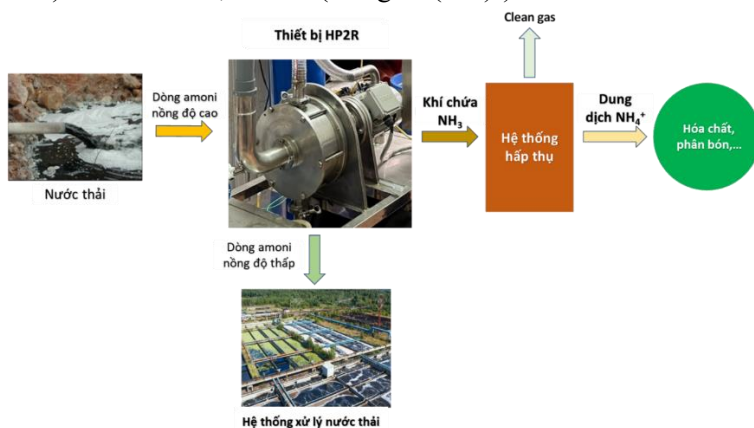 Clean gas
Thiết bị HP2R
Dòng amoni
nồng độ cao
Khí chứa
NH₃
Hệ thống
hấp thụ
Dung
dịch NH₄⁺
Hóa chất,
phân bón,...
Nước thải
Dòng amoni
nồng độ thấp
Hệ thống xử lý nước thải